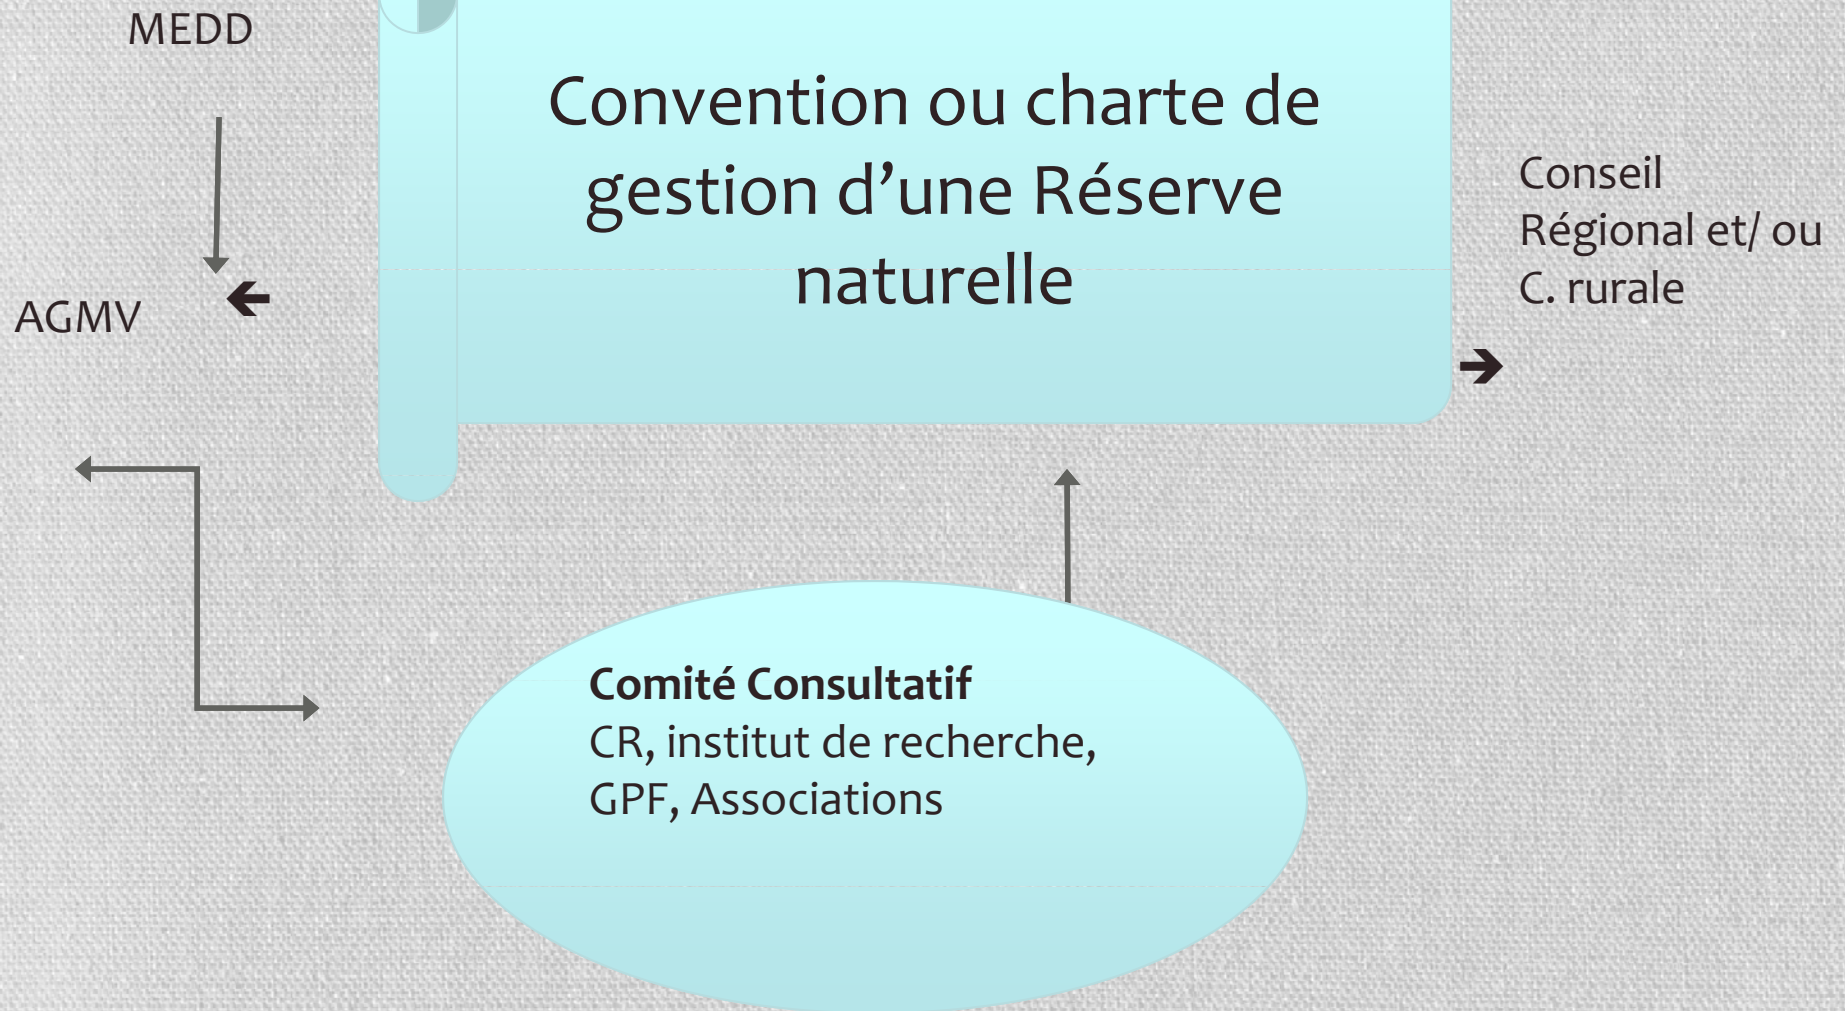 MEDD
Convention ou charte de
gestion d’une Réserve
naturelle
Conseil
Régional et/ ou
C. rurale
AGMV
Comité Consultatif
CR, institut de recherche,
GPF, Associations